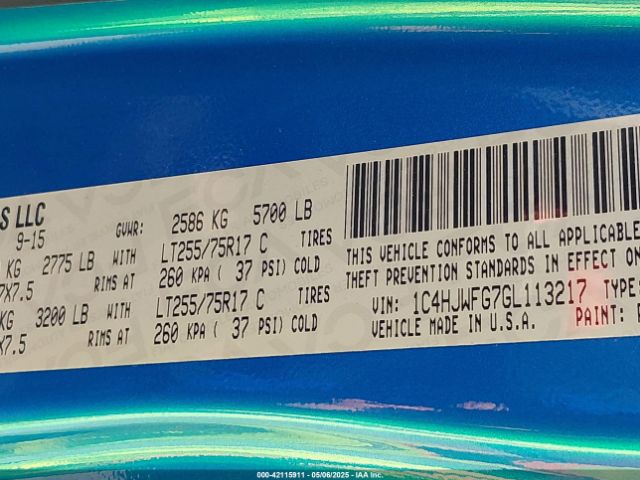 S LLC
9-15
GVWR: 2586 KG 5700 LB
KG 2775 LB WITH LT255/75R17 C TIRES
7X7.5 RIMS AT 260 KPA ( 37 PSI) COLD
KG 3200 LB WITH LT255/75R17 C TIRES
X7.5 RIMS AT 260 KPA ( 37 PSI) COLD
THIS VEHICLE CONFORMS TO ALL APPLICABLE
THEFT PREVENTION STANDARDS IN EFFECT ON
VIN: 1C4HJWFG7GL113217 TYPE:
VEHICLE MADE IN U.S.A. PAINT:
000-42115911 - 05/06/2025 - IAA Inc.